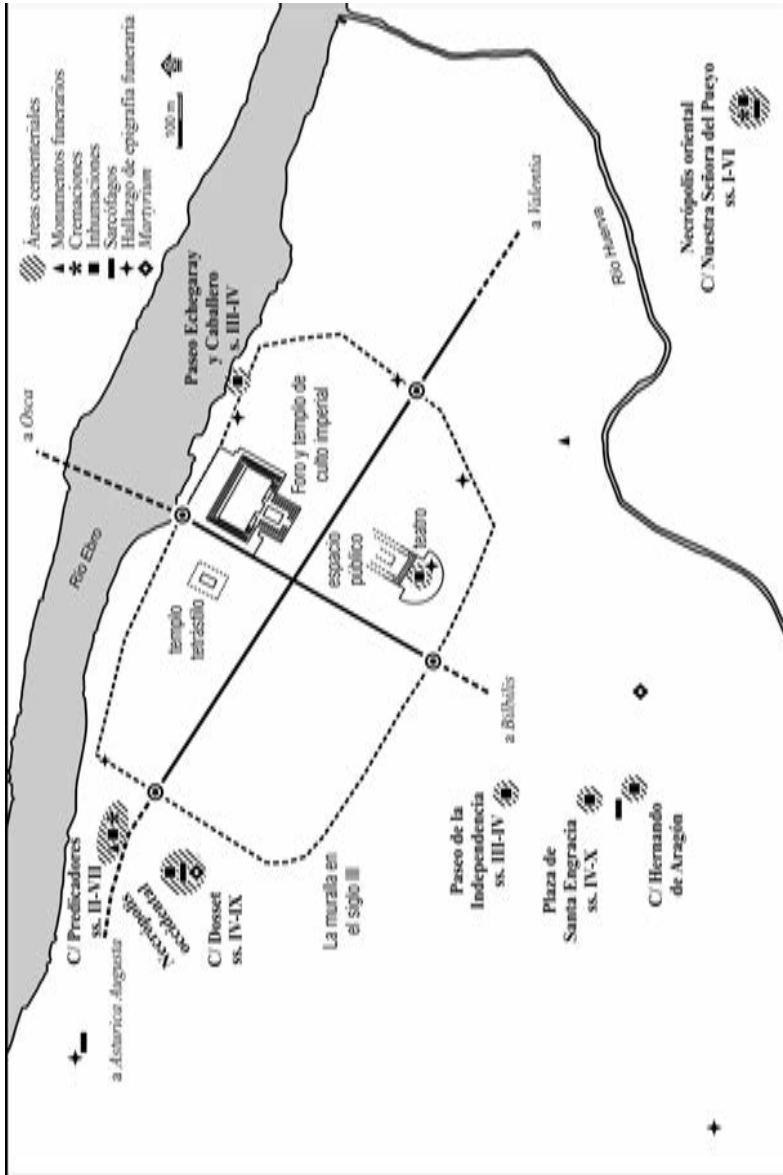 Áreas cementeriales
Monumentos funerarios
Cremaciones
Inhumaciones
Sarcófagos
Hallazgo de epigrafía funeraria
Martyrium
100 m
a Osca
Río Ebro
Paseo Echegaray
y Caballero
s. III-IV
a Valentia
Río Huerva
Necrópolis oriental
C/ Nuestra Señora del Pueyo
ss. I-VI
templo
tetrástilo
Foro y templo de
culto imperial
espacio
público
teatro
a Bilbilis
C/ Predicadores
ss. II-VII
a Asturica Augusta
Necrópolis
occidental
C/ Dosset
ss. IV-IX
La muralla en
el siglo III
Paseo de la
Independencia
ss. III-IV
Plaza de
Santa Engracia
ss. IV-X
C/ Hernando
de Aragón